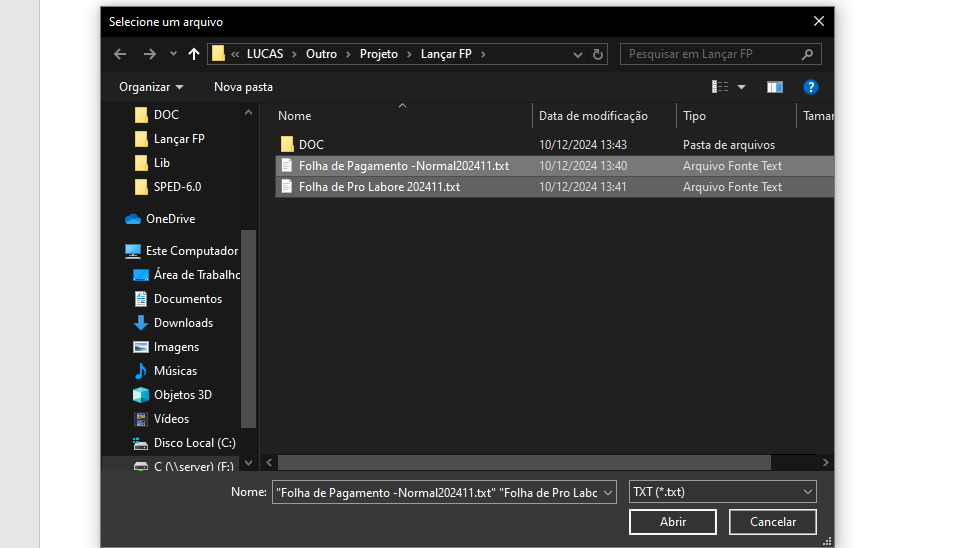 Selecione um arquivo
« LUCAS > Outro > Projeto > Lançar FP >
Pesquisar em Lançar FP
Organizar
Nova pasta
?
DOC
Lançar FP
Lib
SPED-6.0
OneDrive
Este Computador
Área de Trabalho
Documentos
Downloads
Imagens
Músicas
Objetos 3D
Vídeos
Disco Local (C:)
C (\\server) (F:)
Nome Data de modificação Tipo Tamar
DOC 10/12/2024 13:43 Pasta de arquivos
Folha de Pagamento -Normal202411.txt 10/12/2024 13:40 Arquivo Fonte Text
Folha de Pro Labore 202411.txt 10/12/2024 13:41 Arquivo Fonte Text
Nome: "Folha de Pagamento -Normal202411.txt" "Folha de Pro Labc
TXT (*.txt)
Abrir
Cancelar